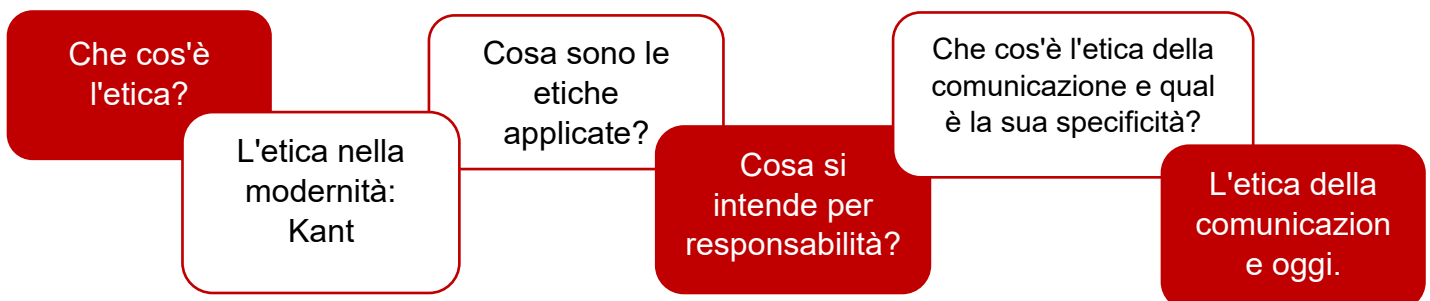 Che cos'è
l'etica?
L'etica nella
modernità:
Kant
Cosa sono le
etiche
applicate?
Cosa si
intende per
responsabilità?
Che cos'è l'etica della
comunicazione e qual
è la sua specificità?
L'etica della
comunicazion
e oggi.